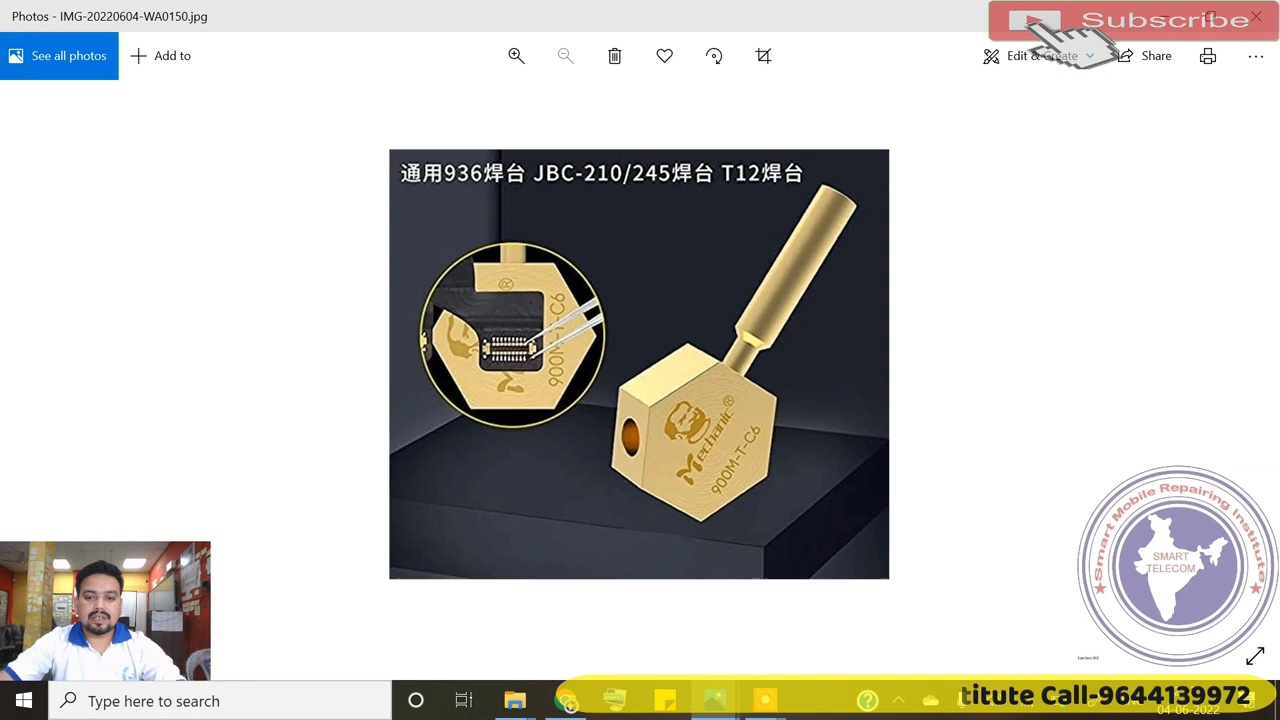 Photos - IMG-20220604-WA0150.jpg
Subscribe
See all photos
Add to
Edit & Create
Share
通用936焊台 JBC-210/245焊台 T12焊台
®
900M-T-C6
M
Mechanic®
900M-T-C6
Smart Mobile Repairing Institute
SMART
TELECOM
Type here to search
titute Call-9644139972
04-06-2022